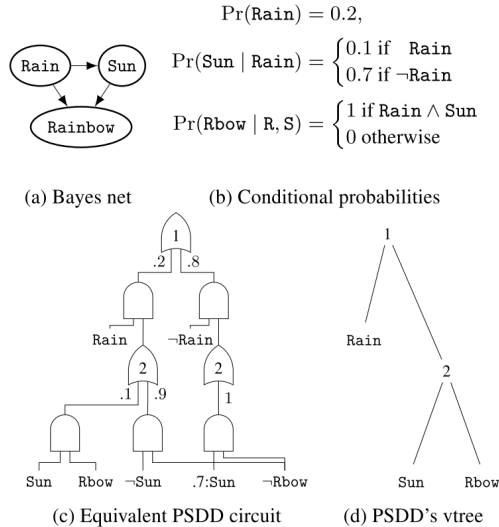 Pr(Rain) = 0.2,
Rain
Sun
Rainbow
Pr(Sun | Rain) = {0.1 if Rain
0.7 if ¬Rain
Pr(Rbow | R, S) = {1 if Rain ∧ Sun
0 otherwise
(a) Bayes net
(b) Conditional probabilities
1
.2 .8
Rain
¬Rain
2
2
.1 .9
1
Sun
Rbow
¬Sun
.7:Sun
¬Rbow
(c) Equivalent PSDD circuit
1
Rain
2
Sun
Rbow
(d) PSDD's vtree